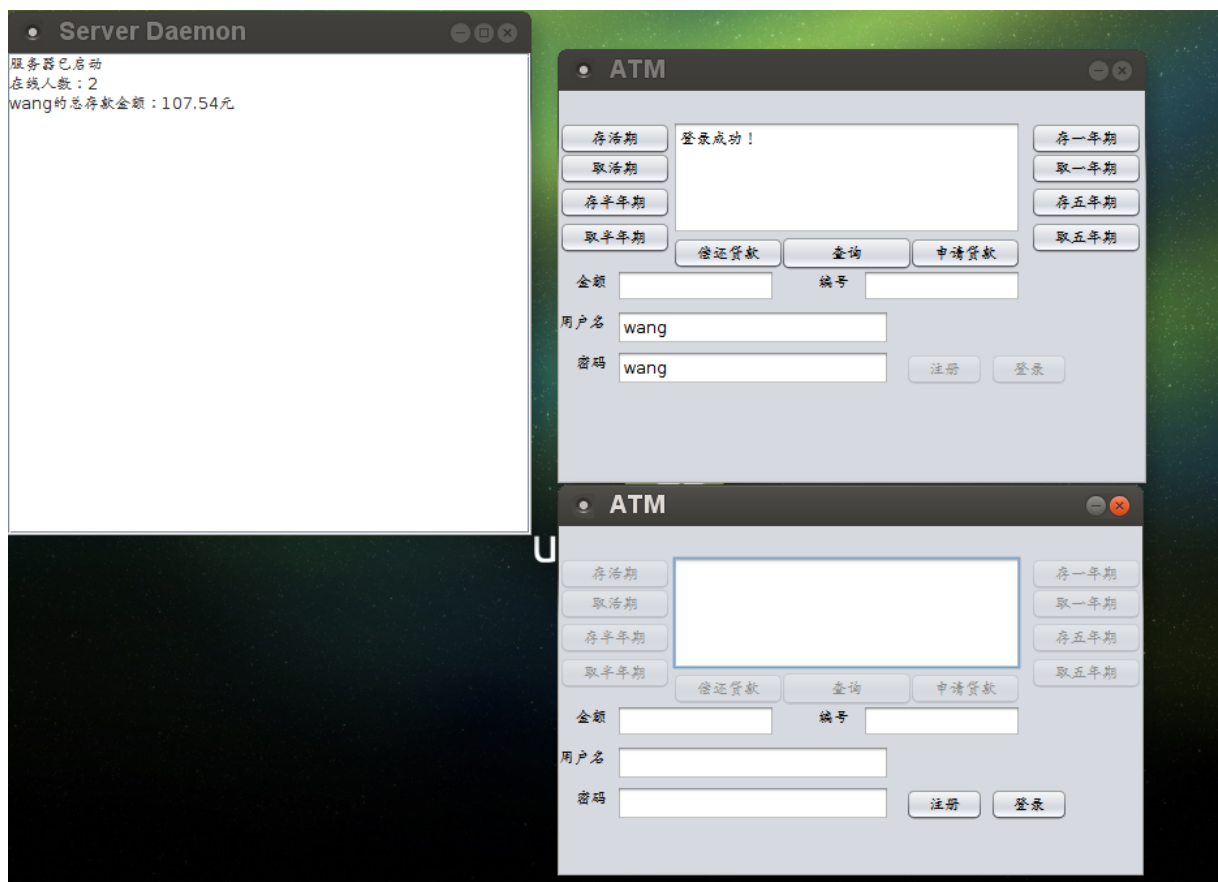 Server Daemon
服务器已启动
在线人数：2
wang的总存款金额：107.54元
ATM
存活期
登录成功！
存一年期
取活期
取一年期
存半年期
存五年期
取半年期
取五年期
偿还贷款
查询
申请贷款
金额
编号
用户名
wang
密码
wang
注册
登录
U
ATM
存活期
存一年期
取活期
取一年期
存半年期
存五年期
取半年期
取五年期
偿还贷款
查询
申请贷款
金额
编号
用户名
密码
注册
登录